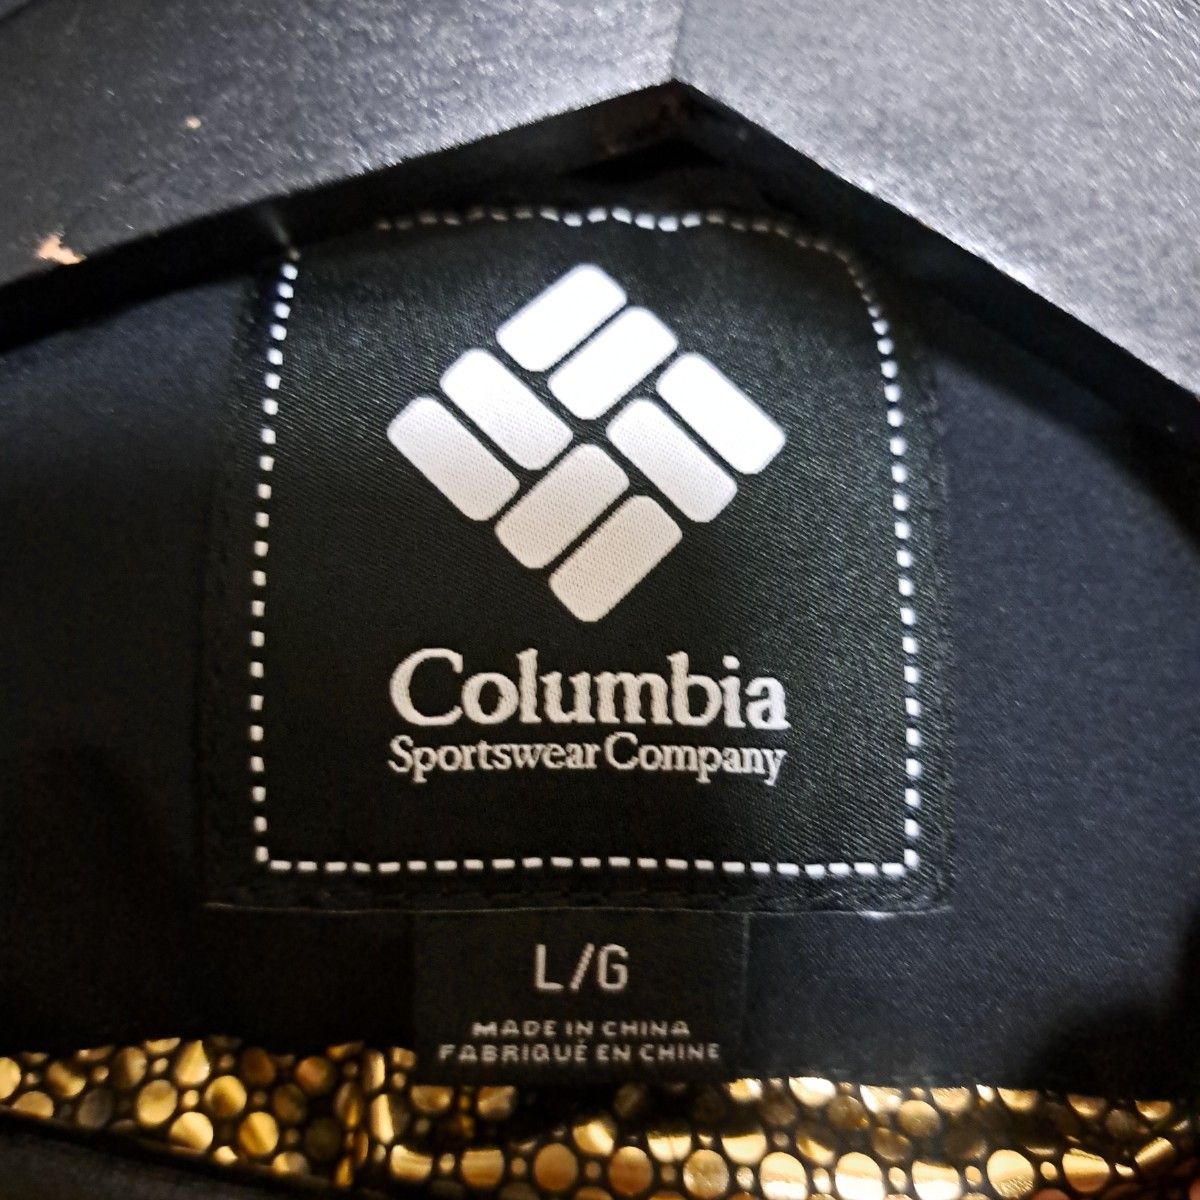 Columbia
Sportswear Company
L/G
MADE IN CHINA
FABRIQUÉ EN CHINE